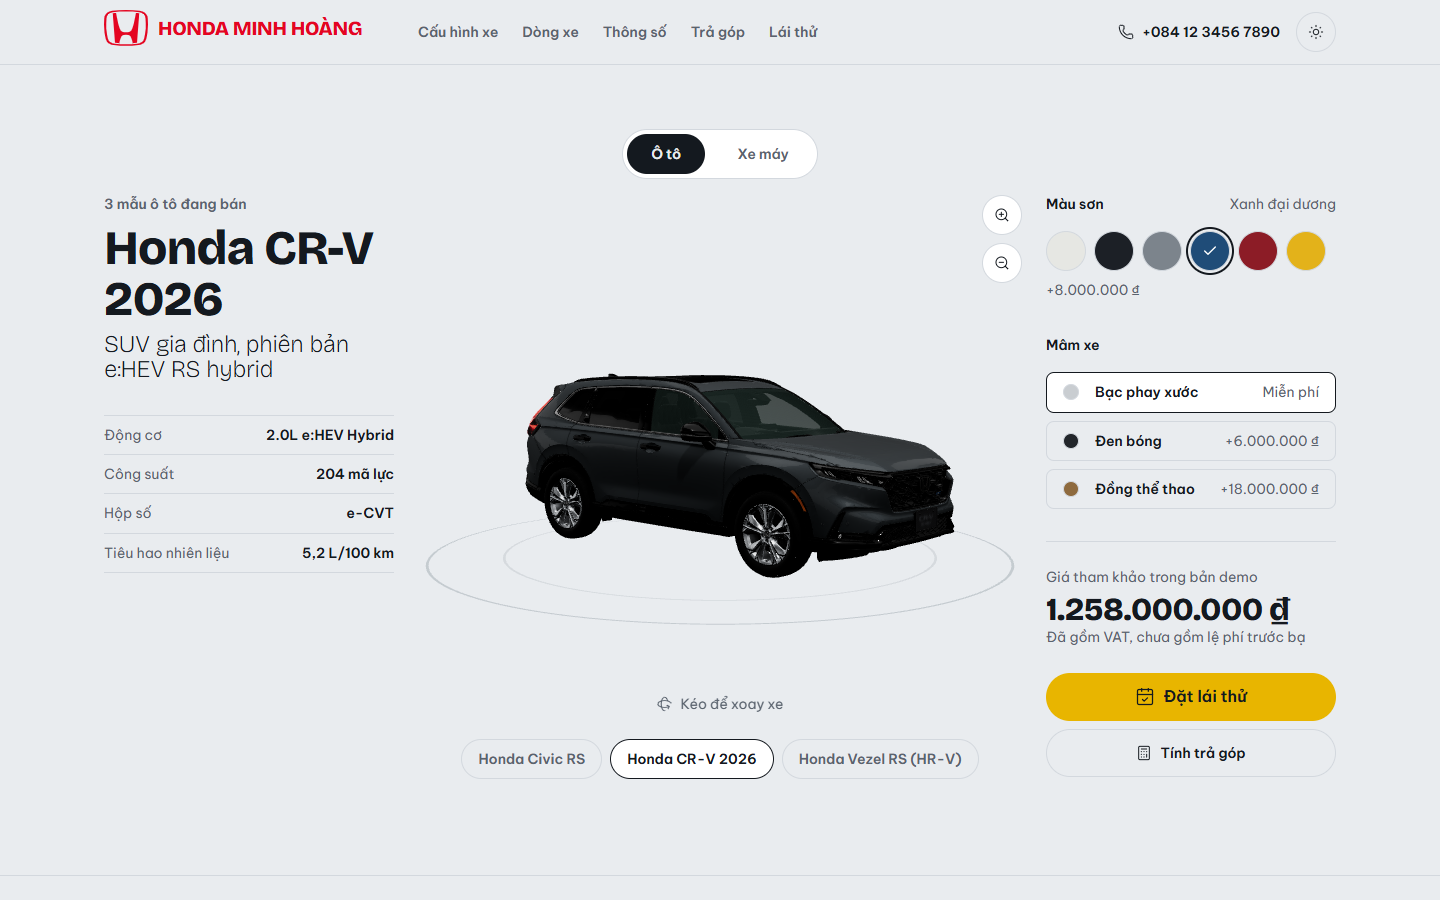 HONDA MINH HOÀNG
Cấu hình xe
Dòng xe
Thông số
Trả góp
Lái thử
+084 12 3456 7890
Ô tô
Xe máy
3 mẫu ô tô đang bán
Honda CR-V
2026
SUV gia đình, phiên bản
e:HEV RS hybrid
Động cơ 2.0L e:HEV Hybrid
Công suất 204 mã lực
Hộp số e-CVT
Tiêu hao nhiên liệu 5,2 L/100 km
Kéo để xoay xe
Honda Civic RS
Honda CR-V 2026
Honda Vezel RS (HR-V)
Màu sơn Xanh đại dương
+8.000.000 ₫
Mâm xe
Bạc phay xước Miễn phí
Đen bóng +6.000.000 ₫
Đồng thể thao +18.000.000 ₫
Giá tham khảo trong bản demo
1.258.000.000 ₫
Đã gồm VAT, chưa gồm lệ phí trước bạ
Đặt lái thử
Tính trả góp